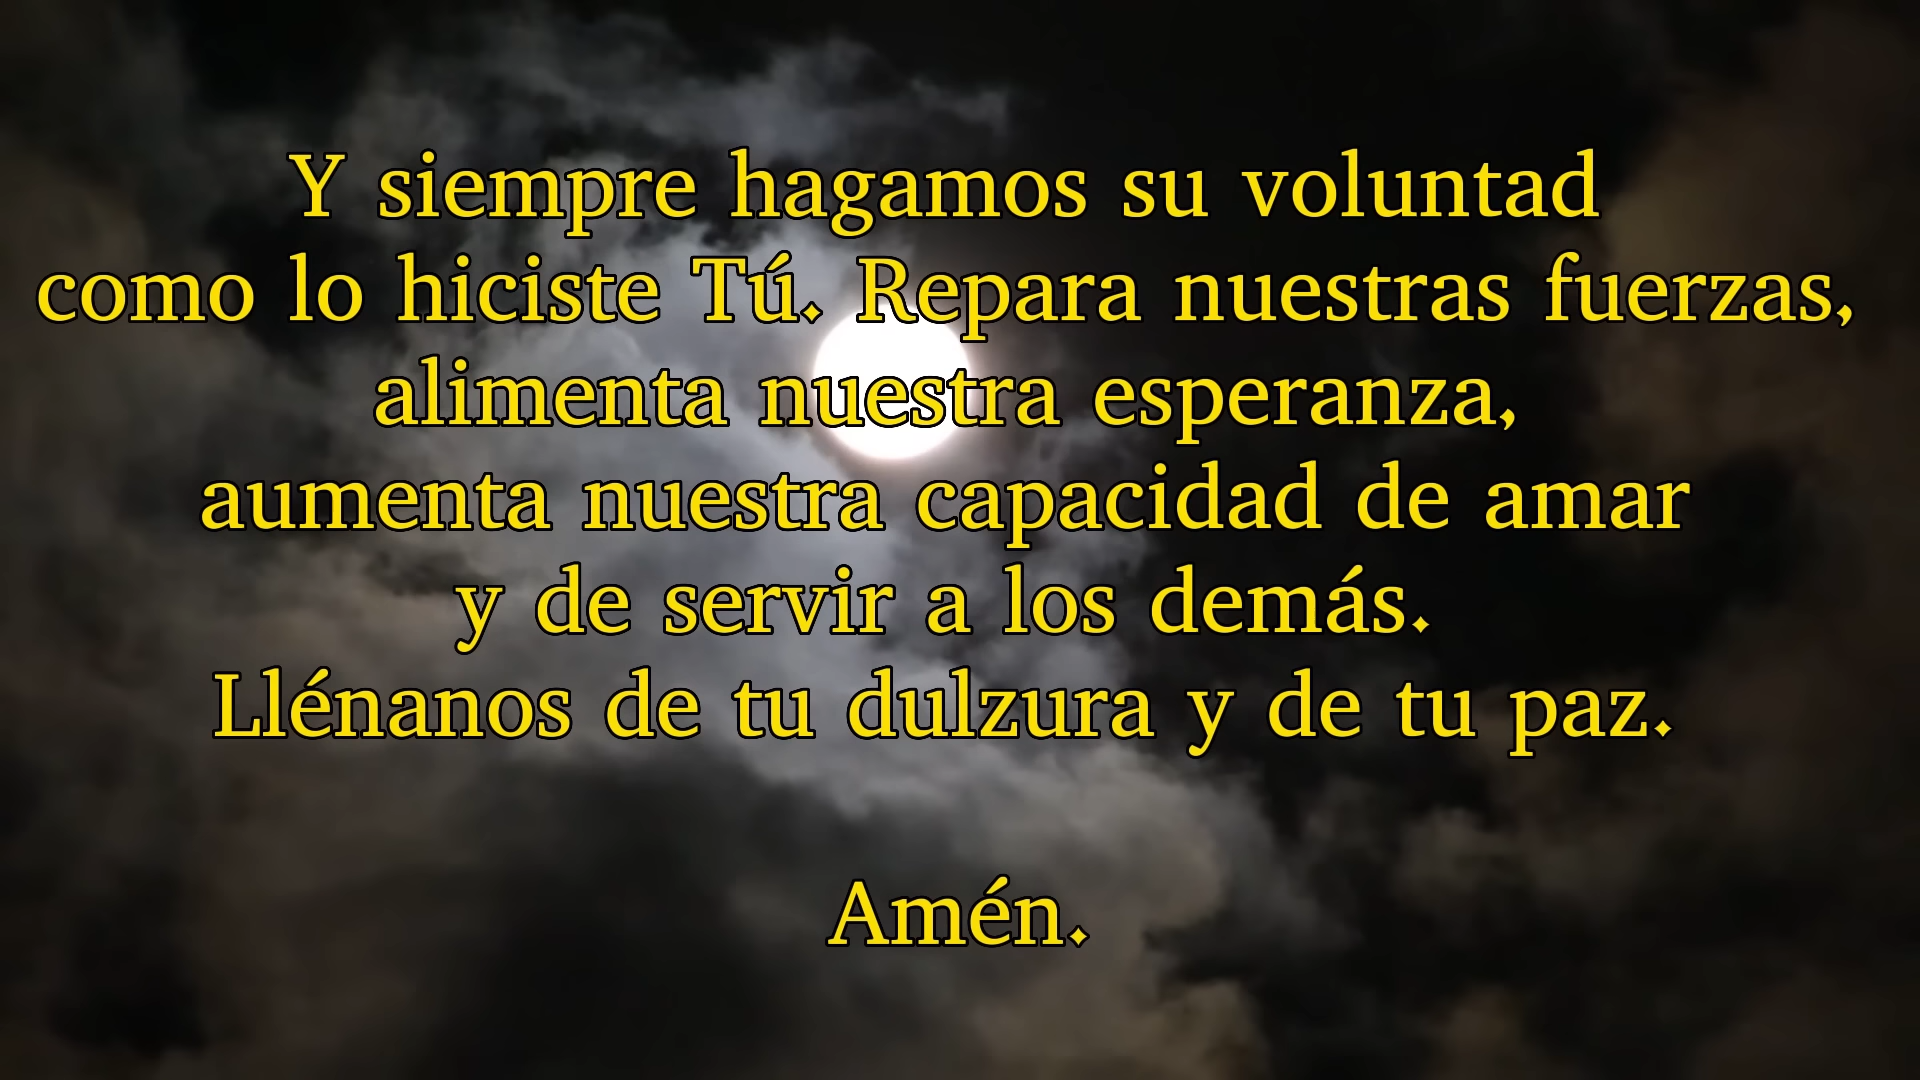 Y siempre hagamos su voluntad
como lo hiciste Tú. Repara nuestras fuerzas,
alimenta nuestra esperanza,
aumenta nuestra capacidad de amar
y de servir a los demás.
Llénanos de tu dulzura y de tu paz.
Amén.